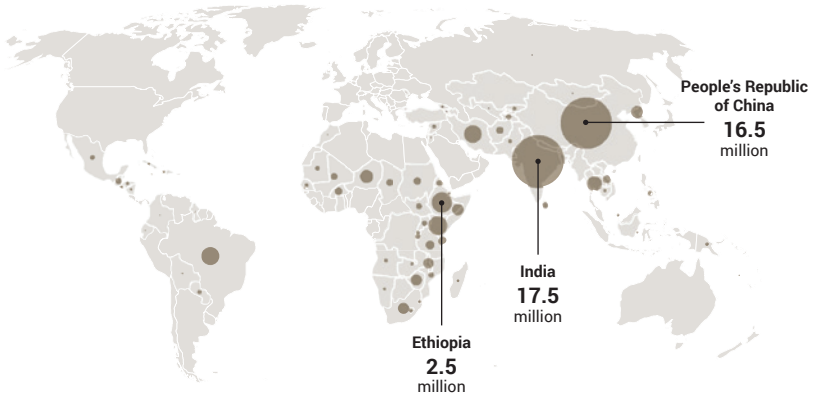 People's Republic
of China
16.5
million
India
17.5
million
Ethiopia
2.5
million